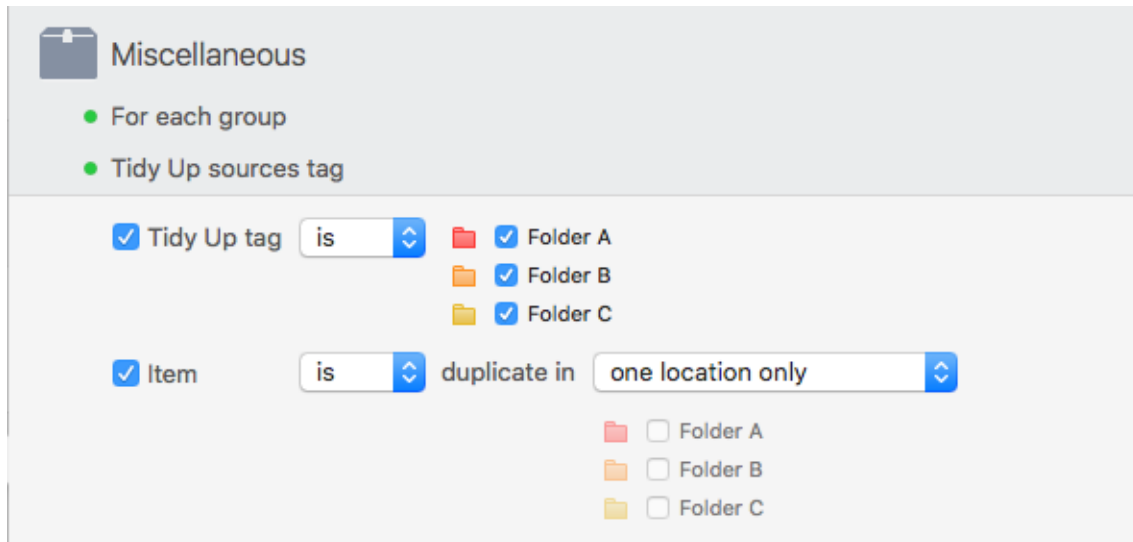 Miscellaneous
For each group
Tidy Up sources tag
Tidy Up tag is Folder A
Folder B
Folder C
Item is duplicate in one location only
Folder A
Folder B
Folder C